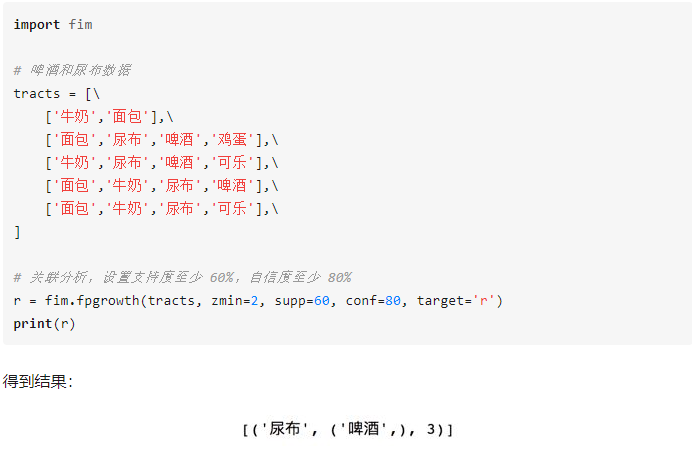 import fim
# 啤酒和尿布数据
tracts = [\
    ['牛奶','面包'],\
    ['面包','尿布','啤酒','鸡蛋'],\
    ['牛奶','尿布','啤酒','可乐'],\
    ['面包','牛奶','尿布','啤酒'],\
    ['面包','牛奶','尿布','可乐'],\
]
# 关联分析，设置支持度至少 60%，自信度至少 80%
r = fim.fpgrowth(tracts, zmin=2, supp=60, conf=80, target='r')
print(r)
得到结果：
[('尿布', ('啤酒',), 3)]